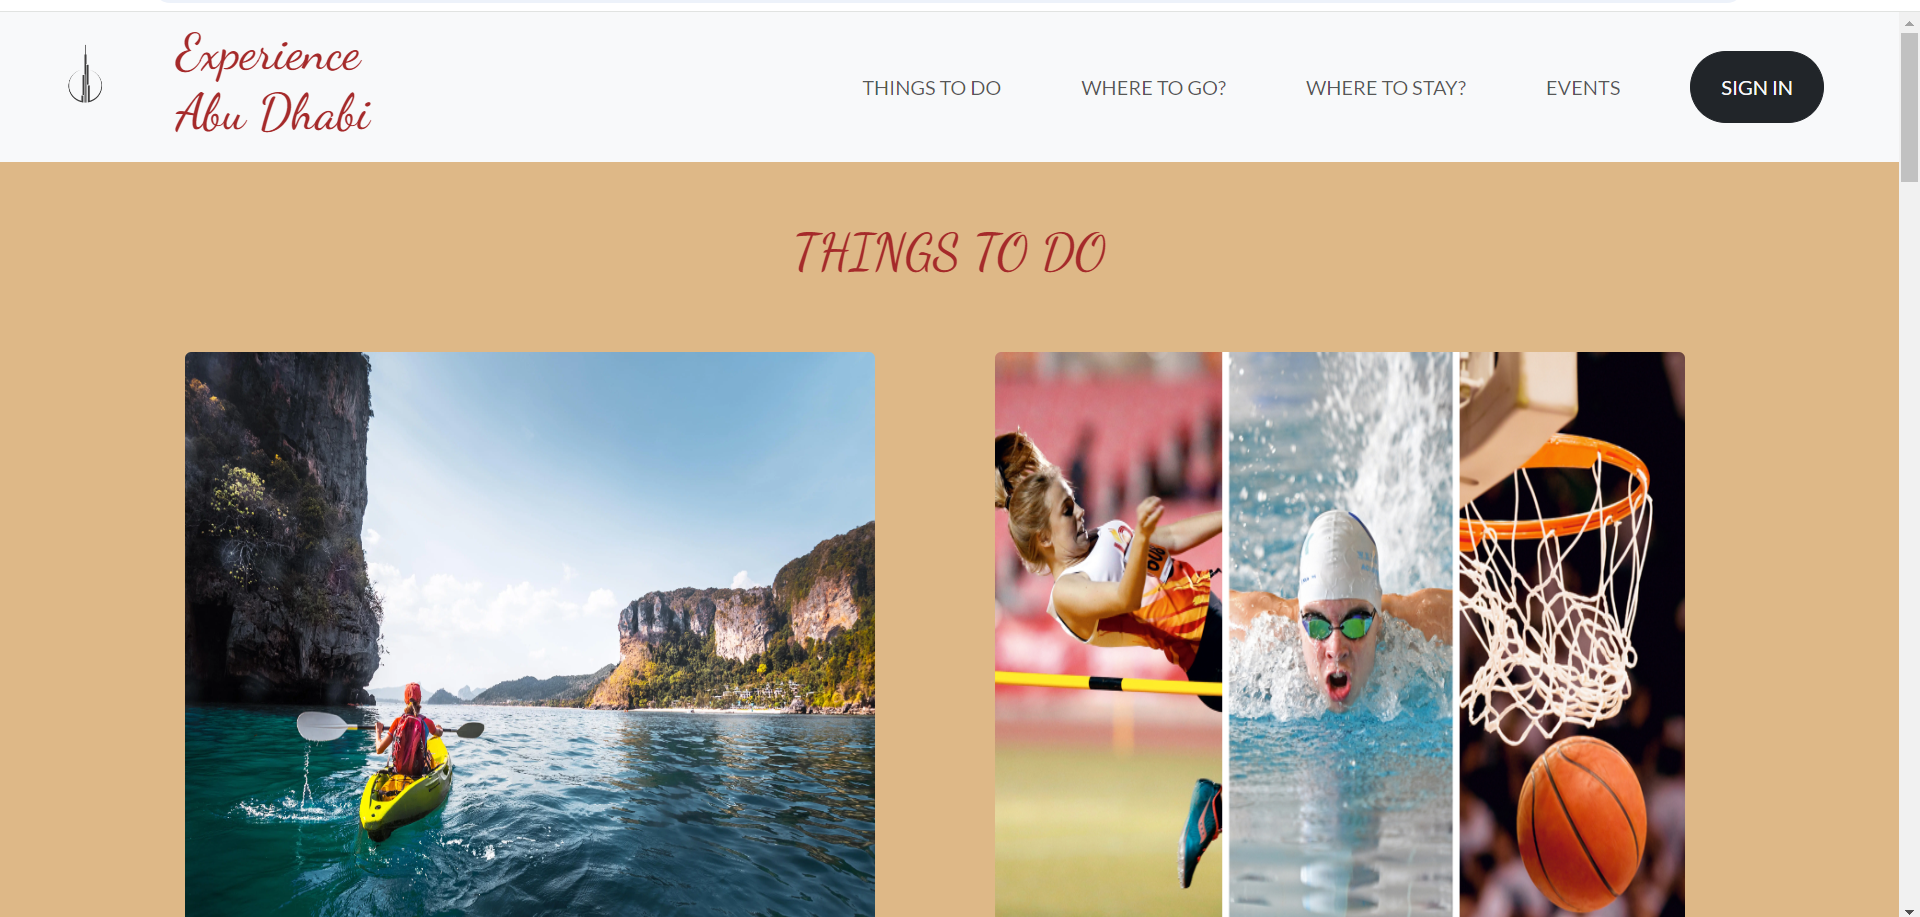 Experience
Abu Dhabi
THINGS TO DO
WHERE TO GO?
WHERE TO STAY?
EVENTS
SIGN IN
THINGS TO DO